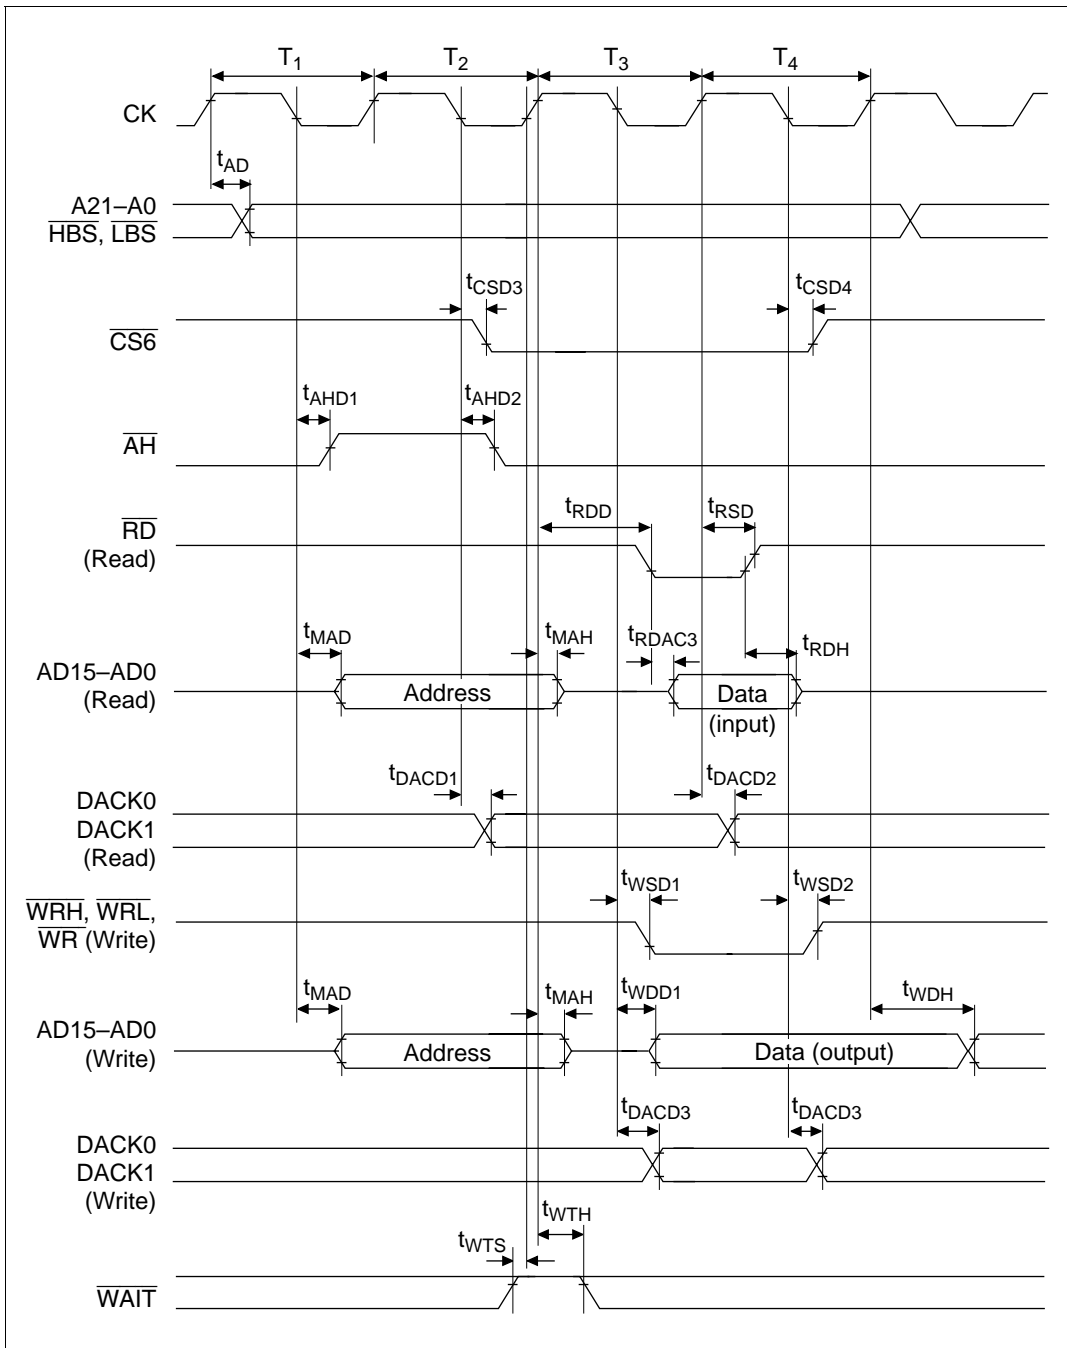 T1 T2 T3 T4
CK
tAD
A21–A0
HBS, LBS
tCSD3 tCSD4
CS6
tAHD1 tAHD2
AH
tRDD tRSD
RD
(Read)
tMAD tMAH tRDAC3 tRDH
AD15–AD0
(Read)
Address Data
(input)
tDACD1 tDACD2
DACK0
DACK1
(Read)
tWSD1 tWSD2
WRH, WRL,
WR (Write)
tMAD tMAH tWDD1 tWDH
AD15–AD0
(Write)
Address Data (output)
tDACD3 tDACD3
DACK0
DACK1
(Write)
tWTH
tWTS
WAIT